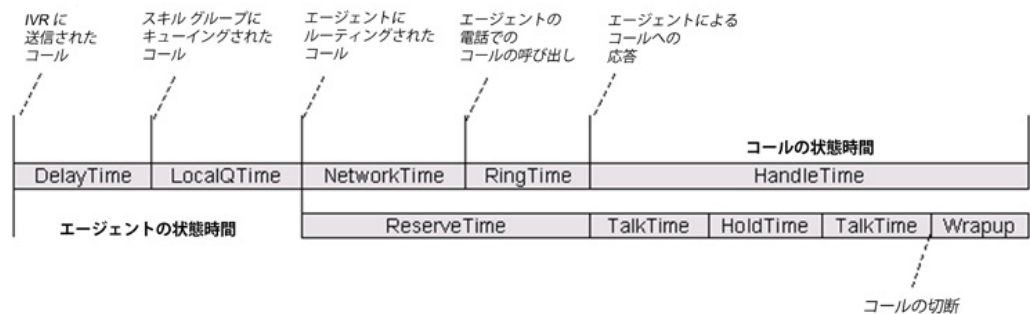 IVR に
送信された
コール
スキル グループに
キューイングされた
コール
エージェントに
ルーティングされた
コール
エージェントの
電話での
コールの呼び出し
エージェントによる
コールへの
応答
コールの状態時間
DelayTime
LocalQTime
NetworkTime
RingTime
HandleTime
エージェントの状態時間
ReserveTime
TalkTime
HoldTime
TalkTime
Wrapup
コールの切断